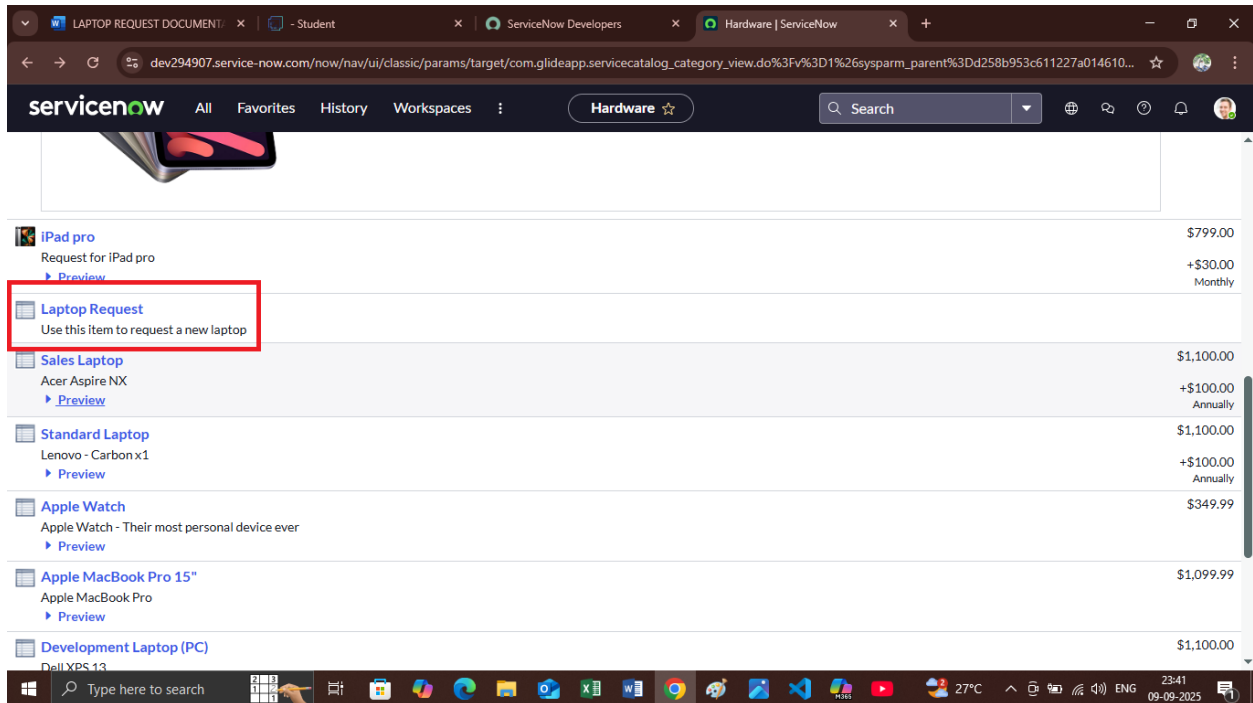 LAPTOP REQUEST DOCUMENT
- Student
ServiceNow Developers
Hardware | ServiceNow
dev294907.service-now.com/now/nav/ui/classic/params/target/com.glideapp.servicecatalog_category_view.do%3Fv%3D1%26sysparm_parent%3Dd258b953c611227a014610...
servicenow All Favorites History Workspaces Hardware Search
iPad pro $799.00
Request for iPad pro +$30.00
Preview Monthly
Laptop Request
Use this item to request a new laptop
Sales Laptop $1,100.00
Acer Aspire NX +$100.00
Preview Annually
Standard Laptop $1,100.00
Lenovo - Carbon x1 +$100.00
Preview Annually
Apple Watch $349.99
Apple Watch - Their most personal device ever
Preview
Apple MacBook Pro 15" $1,099.99
Apple MacBook Pro
Preview
Development Laptop (PC) $1,100.00
Dell XPS 13
Type here to search 27°C ENG 23:41
09-09-2025